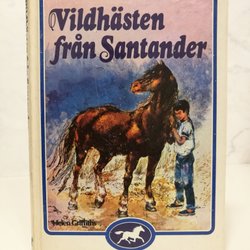 Vildhästen
från Santander
Helen Griffiths